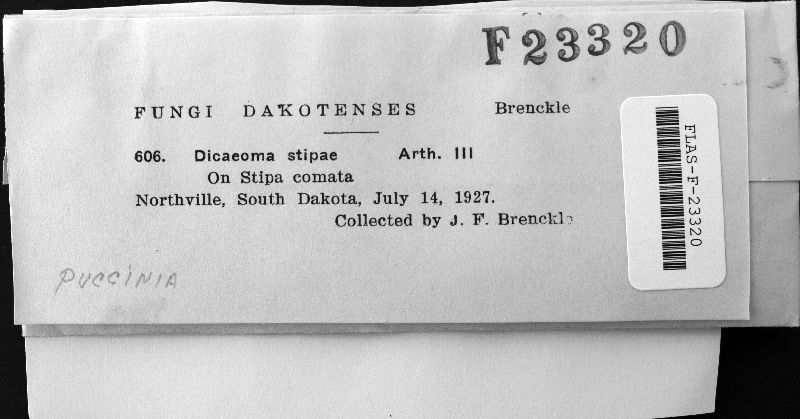 F23320
FUNGI DAKOTENSES Brenckle
606. Dicaeoma stipae Arth. III
On Stipa comata
Northville, South Dakota, July 14, 1927.
Collected by J. F. Brenckle
PUCCINIA
FLAS-F-23320